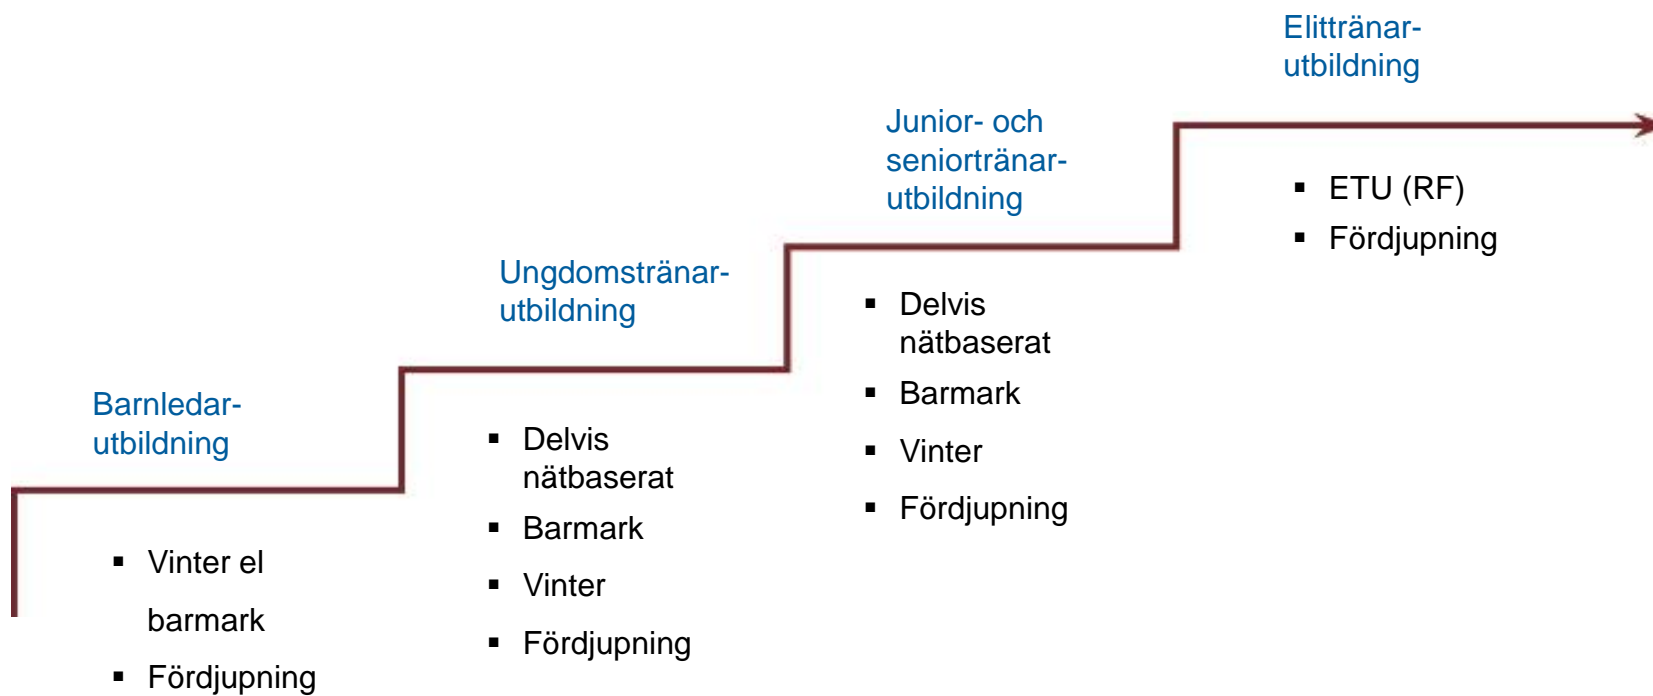 Elittränar-
utbildning
Junior- och
seniortränar-
utbildning
▪ ETU (RF)
▪ Fördjupning
Ungdomstränar-
utbildning
▪ Delvis
nätbaserat
▪ Barmark
▪ Vinter
▪ Fördjupning
Barnledar-
utbildning
▪ Delvis
nätbaserat
▪ Barmark
▪ Vinter
▪ Fördjupning
▪ Vinter el
barmark
▪ Fördjupning